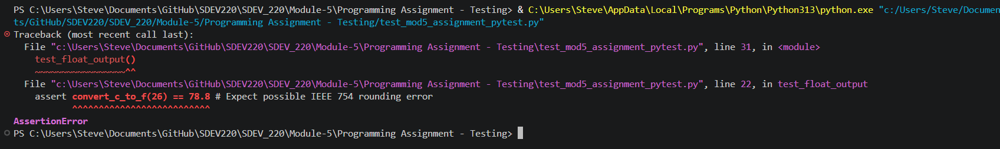 PS C:\Users\Steve\Documents\GitHub\SDEV220\SDEV_220\Module-5\Programming Assignment - Testing> & C:\Users\Steve\AppData\Local\Programs\Python\Python313\python.exe "c:/Users/Steve/Documen
ts/GitHub/SDEV220/SDEV_220/Module-5/Programming Assignment - Testing/test_mod5_assignment_pytest.py"
Traceback (most recent call last):
  File "c:\Users\Steve\Documents\GitHub\SDEV220\SDEV_220\Module-5\Programming Assignment - Testing\test_mod5_assignment_pytest.py", line 31, in <module>
    test_float_output()
    ~~~~~~~~~~~~~~~~~^^
  File "c:\Users\Steve\Documents\GitHub\SDEV220\SDEV_220\Module-5\Programming Assignment - Testing\test_mod5_assignment_pytest.py", line 22, in test_float_output
    assert convert_c_to_f(26) == 78.8 # Expect possible IEEE 754 rounding error
           ^^^^^^^^^^^^^^^^^^^^^^^^^^
AssertionError
PS C:\Users\Steve\Documents\GitHub\SDEV220\SDEV_220\Module-5\Programming Assignment - Testing>